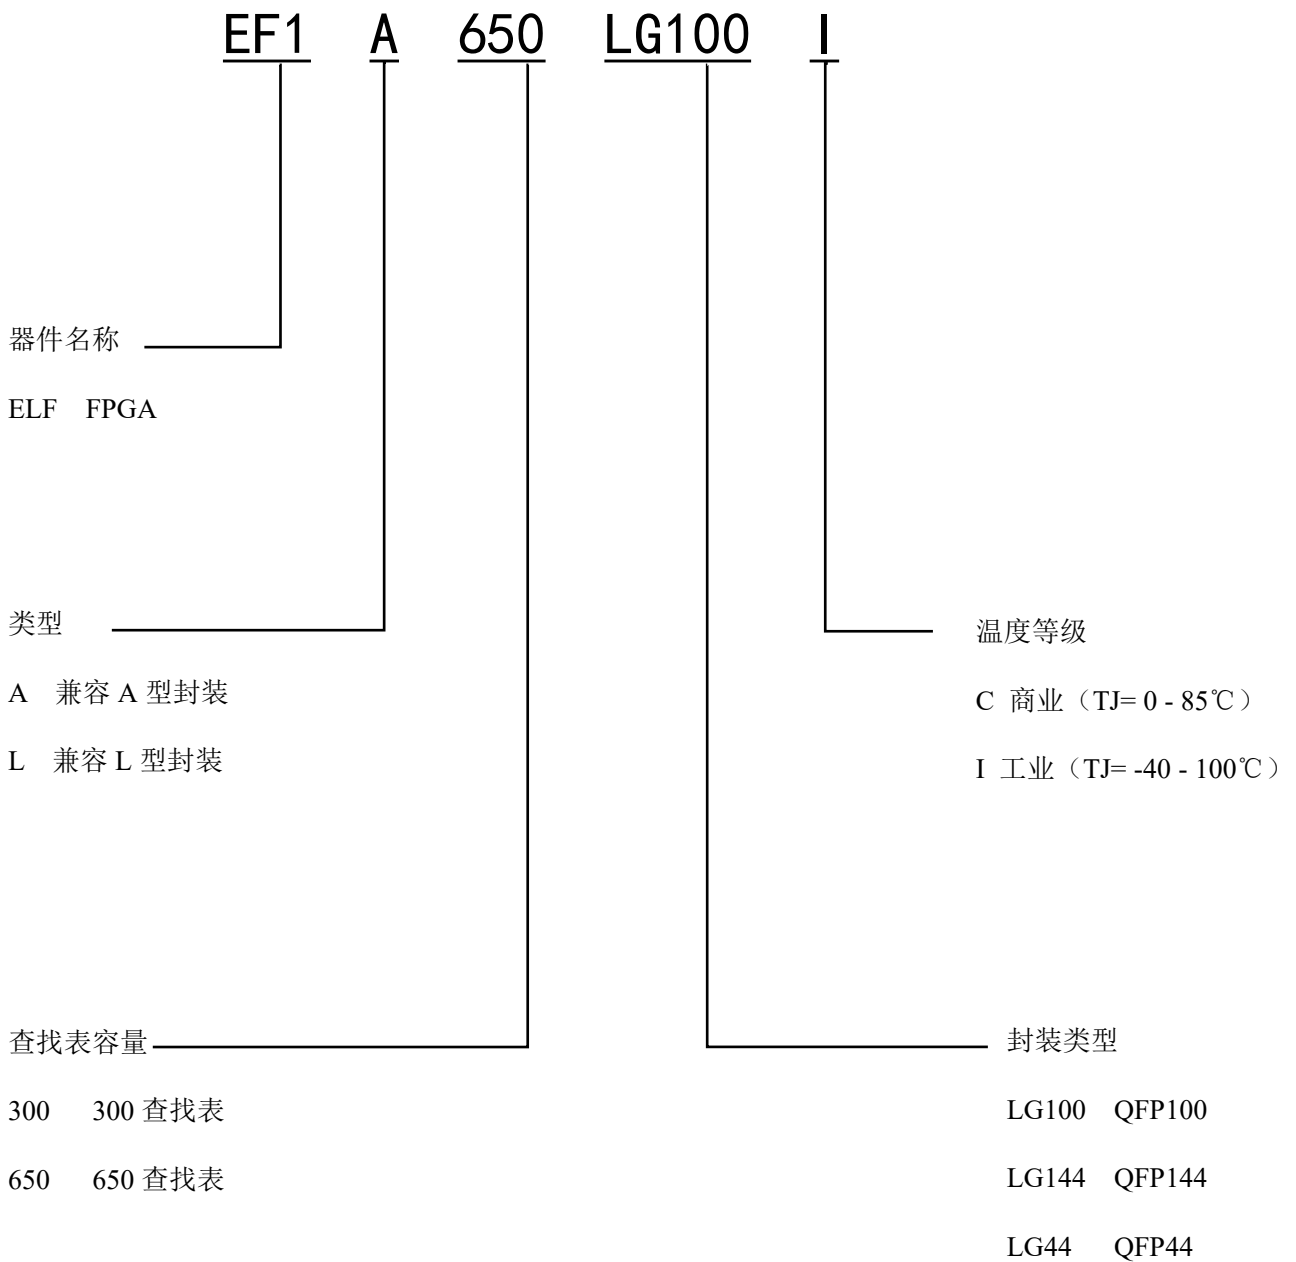 EF1 A 650 LG100 I
器件名称
ELF FPGA
类型
A 兼容 A 型封装
L 兼容 L 型封装
温度等级
C 商业（TJ= 0 - 85℃）
I 工业（TJ= -40 - 100℃）
查找表容量
300 300 查找表
650 650 查找表
封装类型
LG100 QFP100
LG144 QFP144
LG44 QFP44